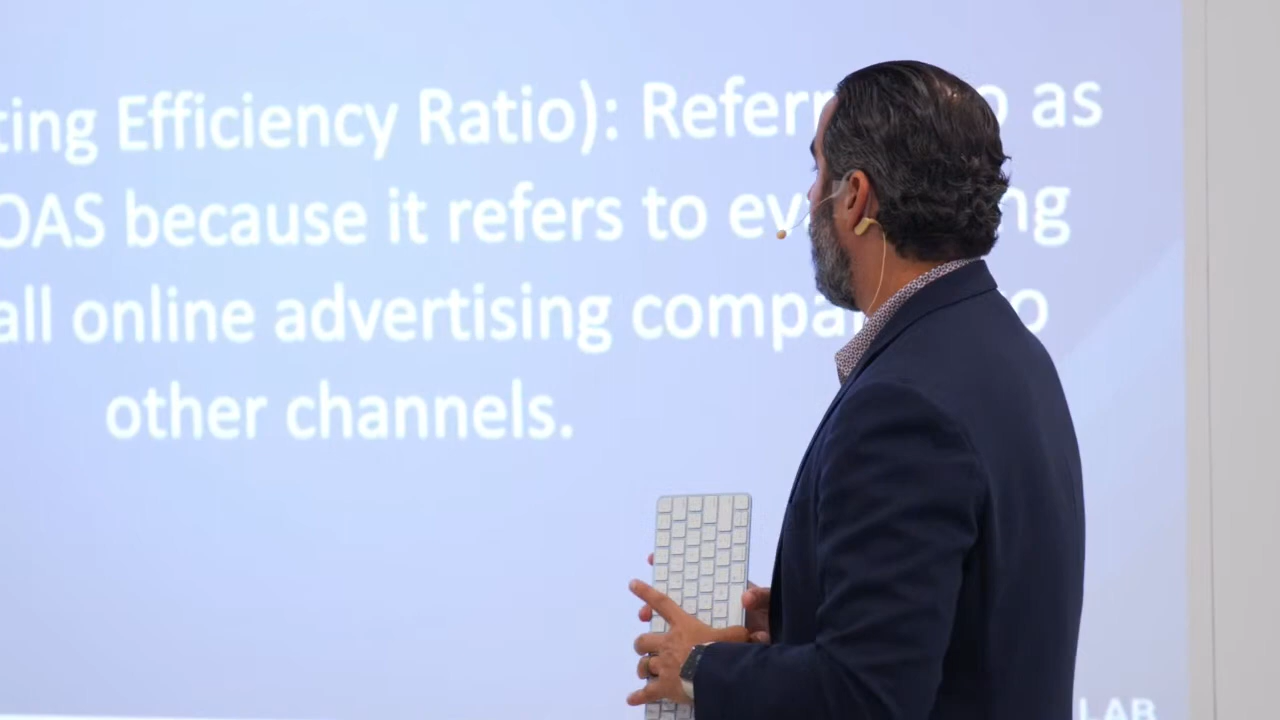 ting Efficiency Ratio): Refer as
OAS because it refers to ev ng
all online advertising compa o
other channels.
LAB